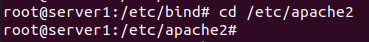 root@server1:/etc/bind# cd /etc/apache2
root@server1:/etc/apache2#